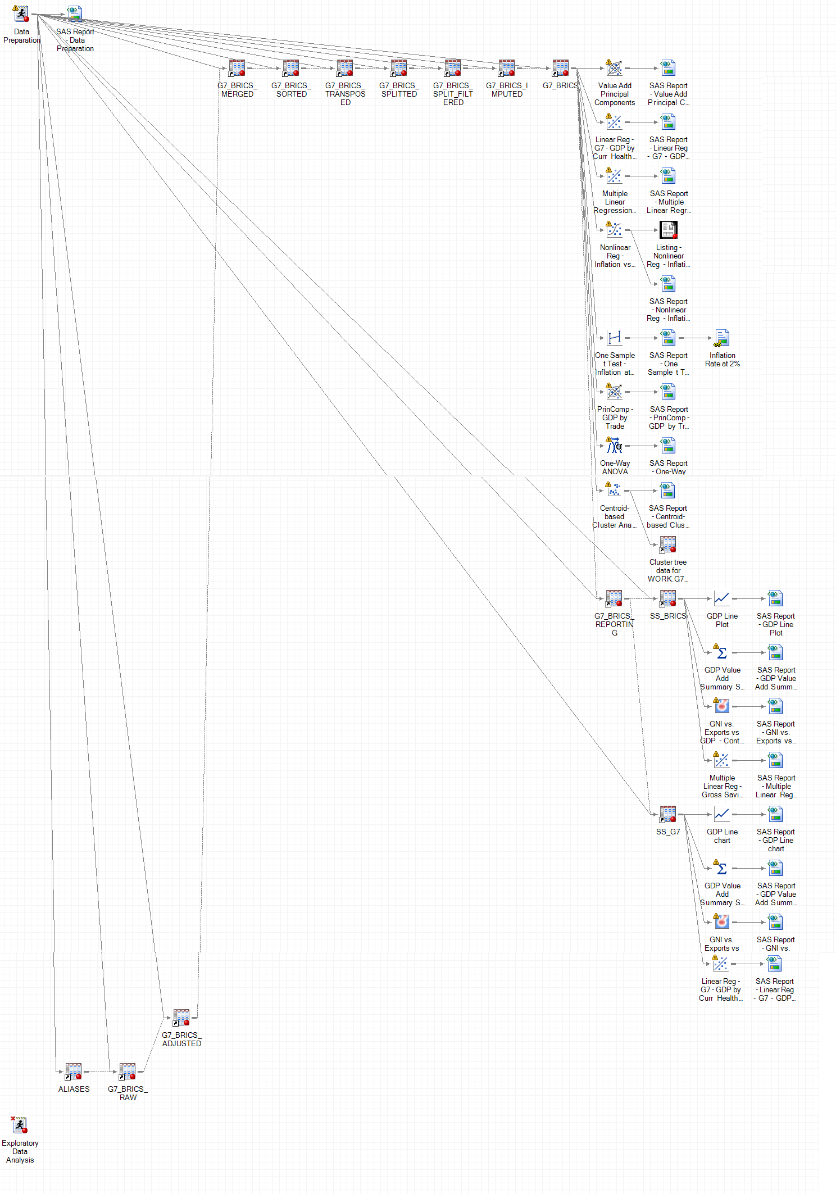 Data
Preparation
SAS Report
- Data
Preparation
G7_BRICS_
MERGED
G7_BRICS_
SORTED
G7_BRICS_
TRANSPOS
ED
G7_BRICS_
SPLITTED
G7_BRICS_
SPLIT_FILT
ERED
G7_BRICS_I
MPUTED
G7_BRICS
Value Add
Principal
Components
SAS Report
- Value Add
Principal C...
Linear Reg -
G7 - GDP by
Curr Health...
SAS Report
- Linear Reg
- G7 - GDP...
Multiple
Linear
Regression...
SAS Report
- Multiple
Linear Regr...
Nonlinear
Reg -
Inflation vs...
Listing -
Nonlinear
Reg - Inflati...
SAS Report
- Nonlinear
Reg - Inflati...
One Sample
t Test -
Inflation at...
SAS Report
- One
Sample t T...
Inflation
Rate at 2%
PrinComp -
GDP by
Trade
SAS Report
- PrinComp -
GDP by Tr...
One-Way
ANOVA
SAS Report
- One-Way
Centroid-
based
Cluster Ana...
SAS Report
- Centroid-
based Clus...
Cluster tree
data for
WORK.G7...
G7_BRICS_
REPORTIN
G
SS_BRICS
GDP Line
Plot
SAS Report
- GDP Line
Plot
GDP Value
Add
Summary S...
SAS Report
- GDP Value
Add Summ...
GNI vs.
Exports vs
GDP - Cont...
SAS Report
- GNI vs.
Exports vs...
Multiple
Linear Reg -
Gross Savi...
SAS Report
- Multiple
Linear Reg...
SS_G7
GDP Line
chart
SAS Report
- GDP Line
chart
GDP Value
Add
Summary S...
SAS Report
- GDP Value
Add Summ...
GNI vs.
Exports vs
SAS Report
- GNI vs.
Linear Reg -
G7 - GDP by
Curr Health...
SAS Report
- Linear Reg
- G7 - GDP...
G7_BRICS_
ADJUSTED
ALIASES
G7_BRICS_
RAW
Exploratory
Data
Analysis